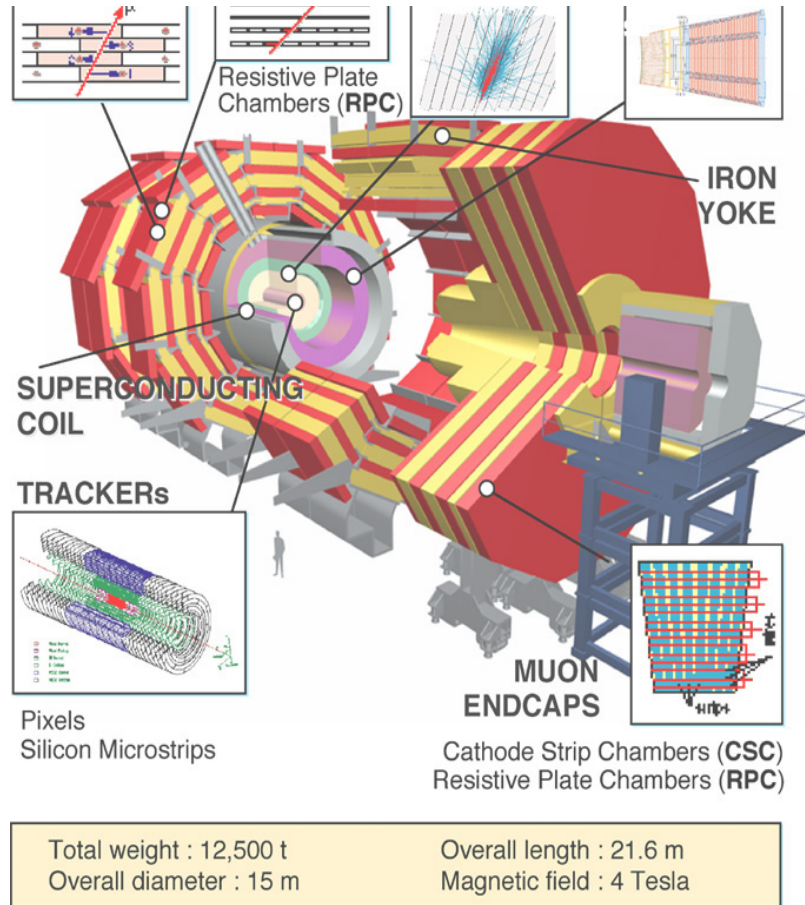 μ
Resistive Plate
Chambers (RPC)
IRON
YOKE
SUPERCONDUCTING
COIL
TRACKERs
Pixels
Silicon Microstrips
MUON
ENDCAPS
Cathode Strip Chambers (CSC)
Resistive Plate Chambers (RPC)
Total weight : 12,500 t
Overall diameter : 15 m
Overall length : 21.6 m
Magnetic field : 4 Tesla